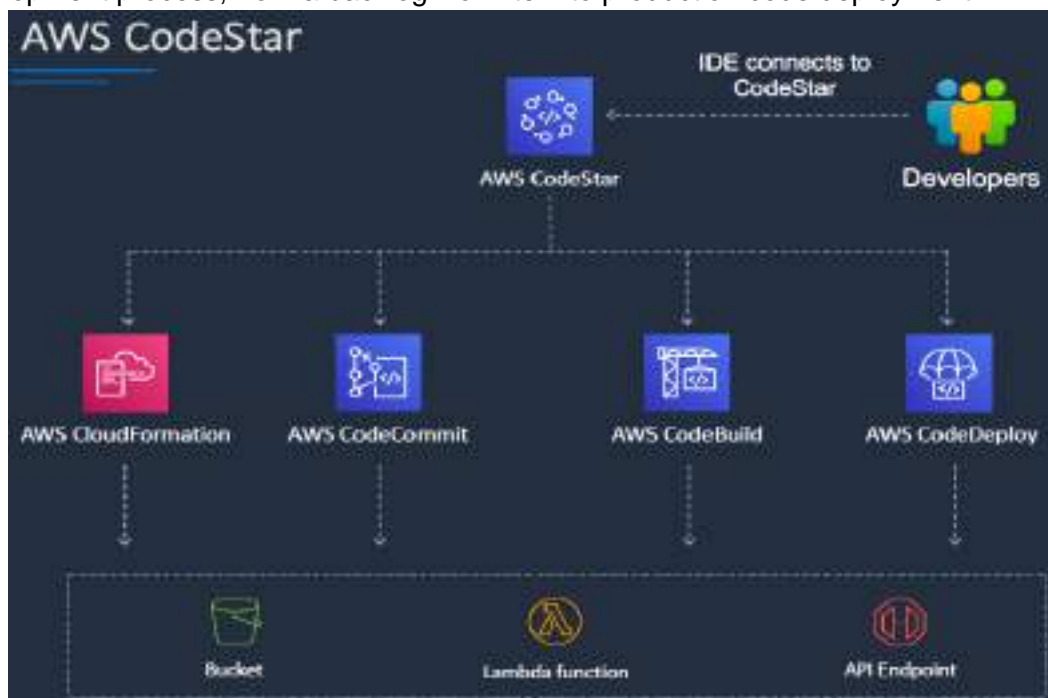 AWS CodeStar
IDE connects to
CodeStar
AWS CodeStar
Developers
AWS CloudFormation
AWS CodeCommit
AWS CodeBuild
AWS CodeDeploy
Bucket
Lambda function
API Endpoint